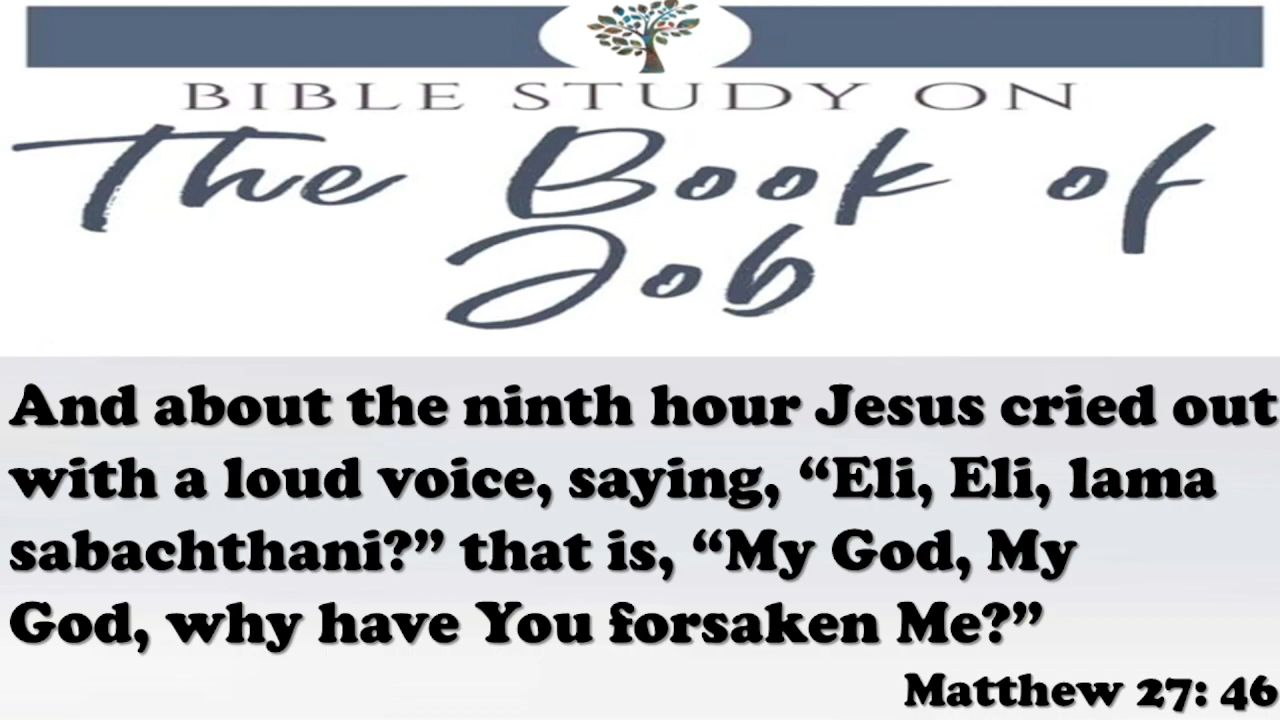 BIBLE STUDY ON
The Book of
Job
And about the ninth hour Jesus cried out
with a loud voice, saying, “Eli, Eli, lama
sabachthani?” that is, “My God, My
God, why have You forsaken Me?”
Matthew 27: 46